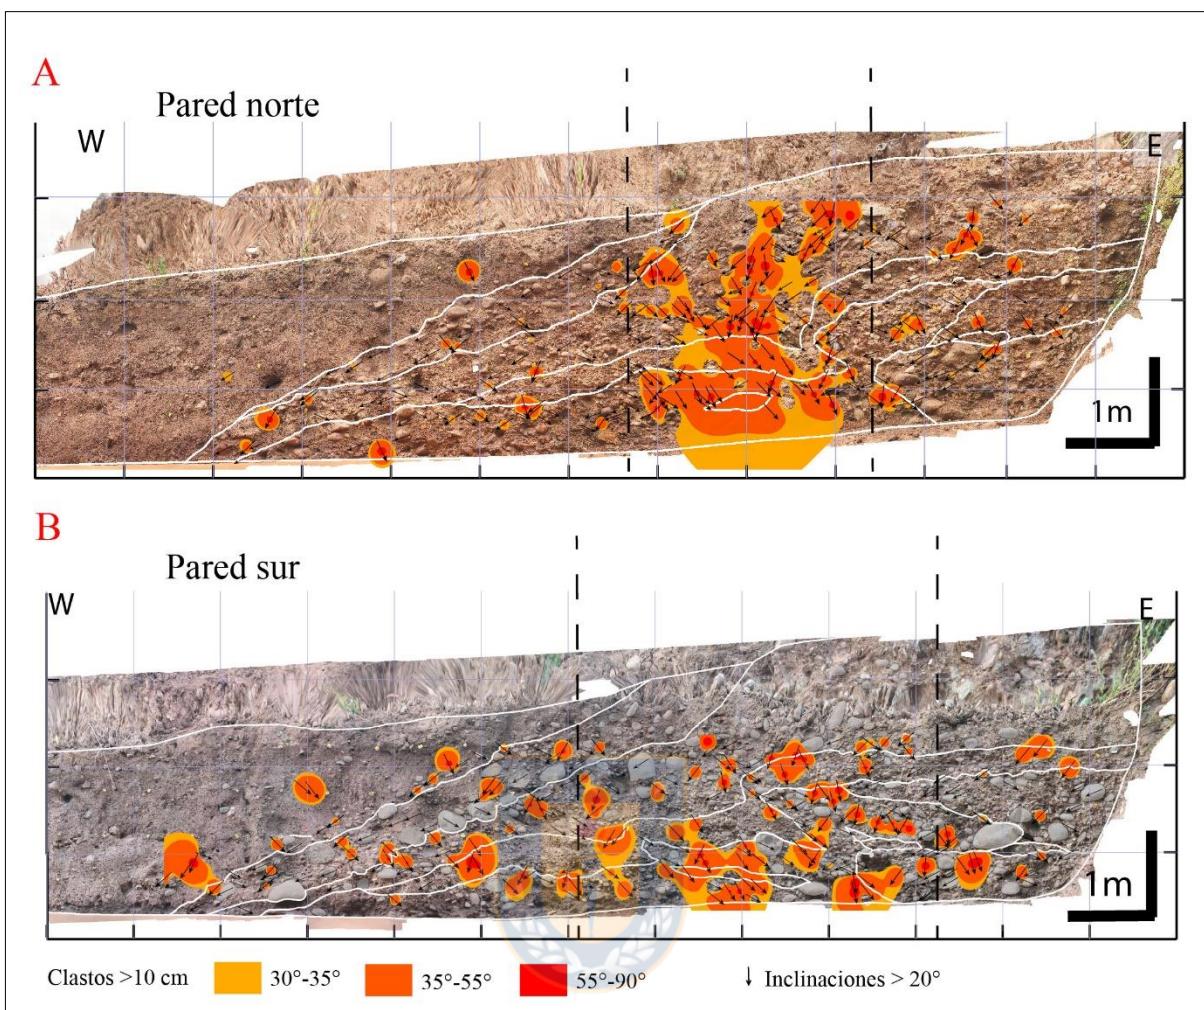 A
Pared norte
W
E
1m
B
Pared sur
W
E
1m
Clastos >10 cm 30°-35° 35°-55° 55°-90° Inclinaciones > 20°